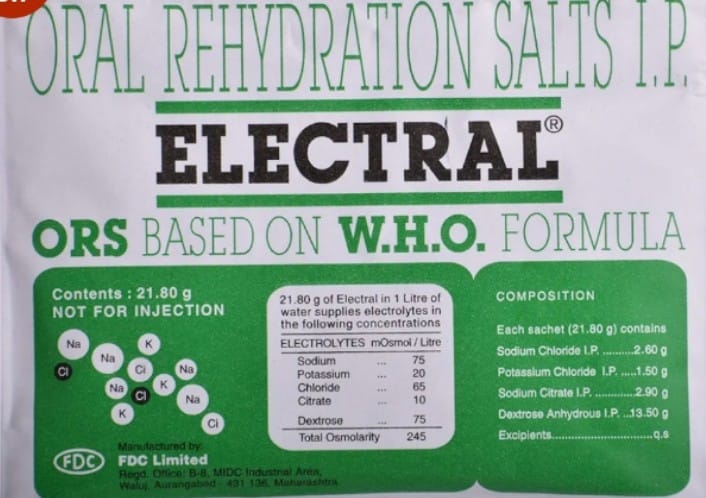 ORAL REHYDRATION SALTS I.P.
ELECTRAL®
ORS BASED ON W.H.O. FORMULA
Contents : 21.80 g
NOT FOR INJECTION
Na
K
Na
Cl
Cl
Na
K
Na
Cl
Na
K
Cl
Manufactured by:
FDC
FDC Limited
Regd. Office: B-8, MIDC Industrial Area,
Waluj, Aurangabad - 431 136, Maharashtra
21.80 g of Electral in 1 Litre of
water supplies electrolytes in
the following concentrations
ELECTROLYTES mOsmol / Litre
Sodium ... 75
Potassium ... 20
Chloride ... 65
Citrate ... 10
Dextrose ... 75
Total Osmolarity 245
COMPOSITION
Each sachet (21.80 g) contains
Sodium Chloride I.P. ..........2.60 g
Potassium Chloride I.P. .....1.50 g
Sodium Citrate I.P. ............2.90 g
Dextrose Anhydrous I.P. ..13.50 g
Excipients..........................q.s